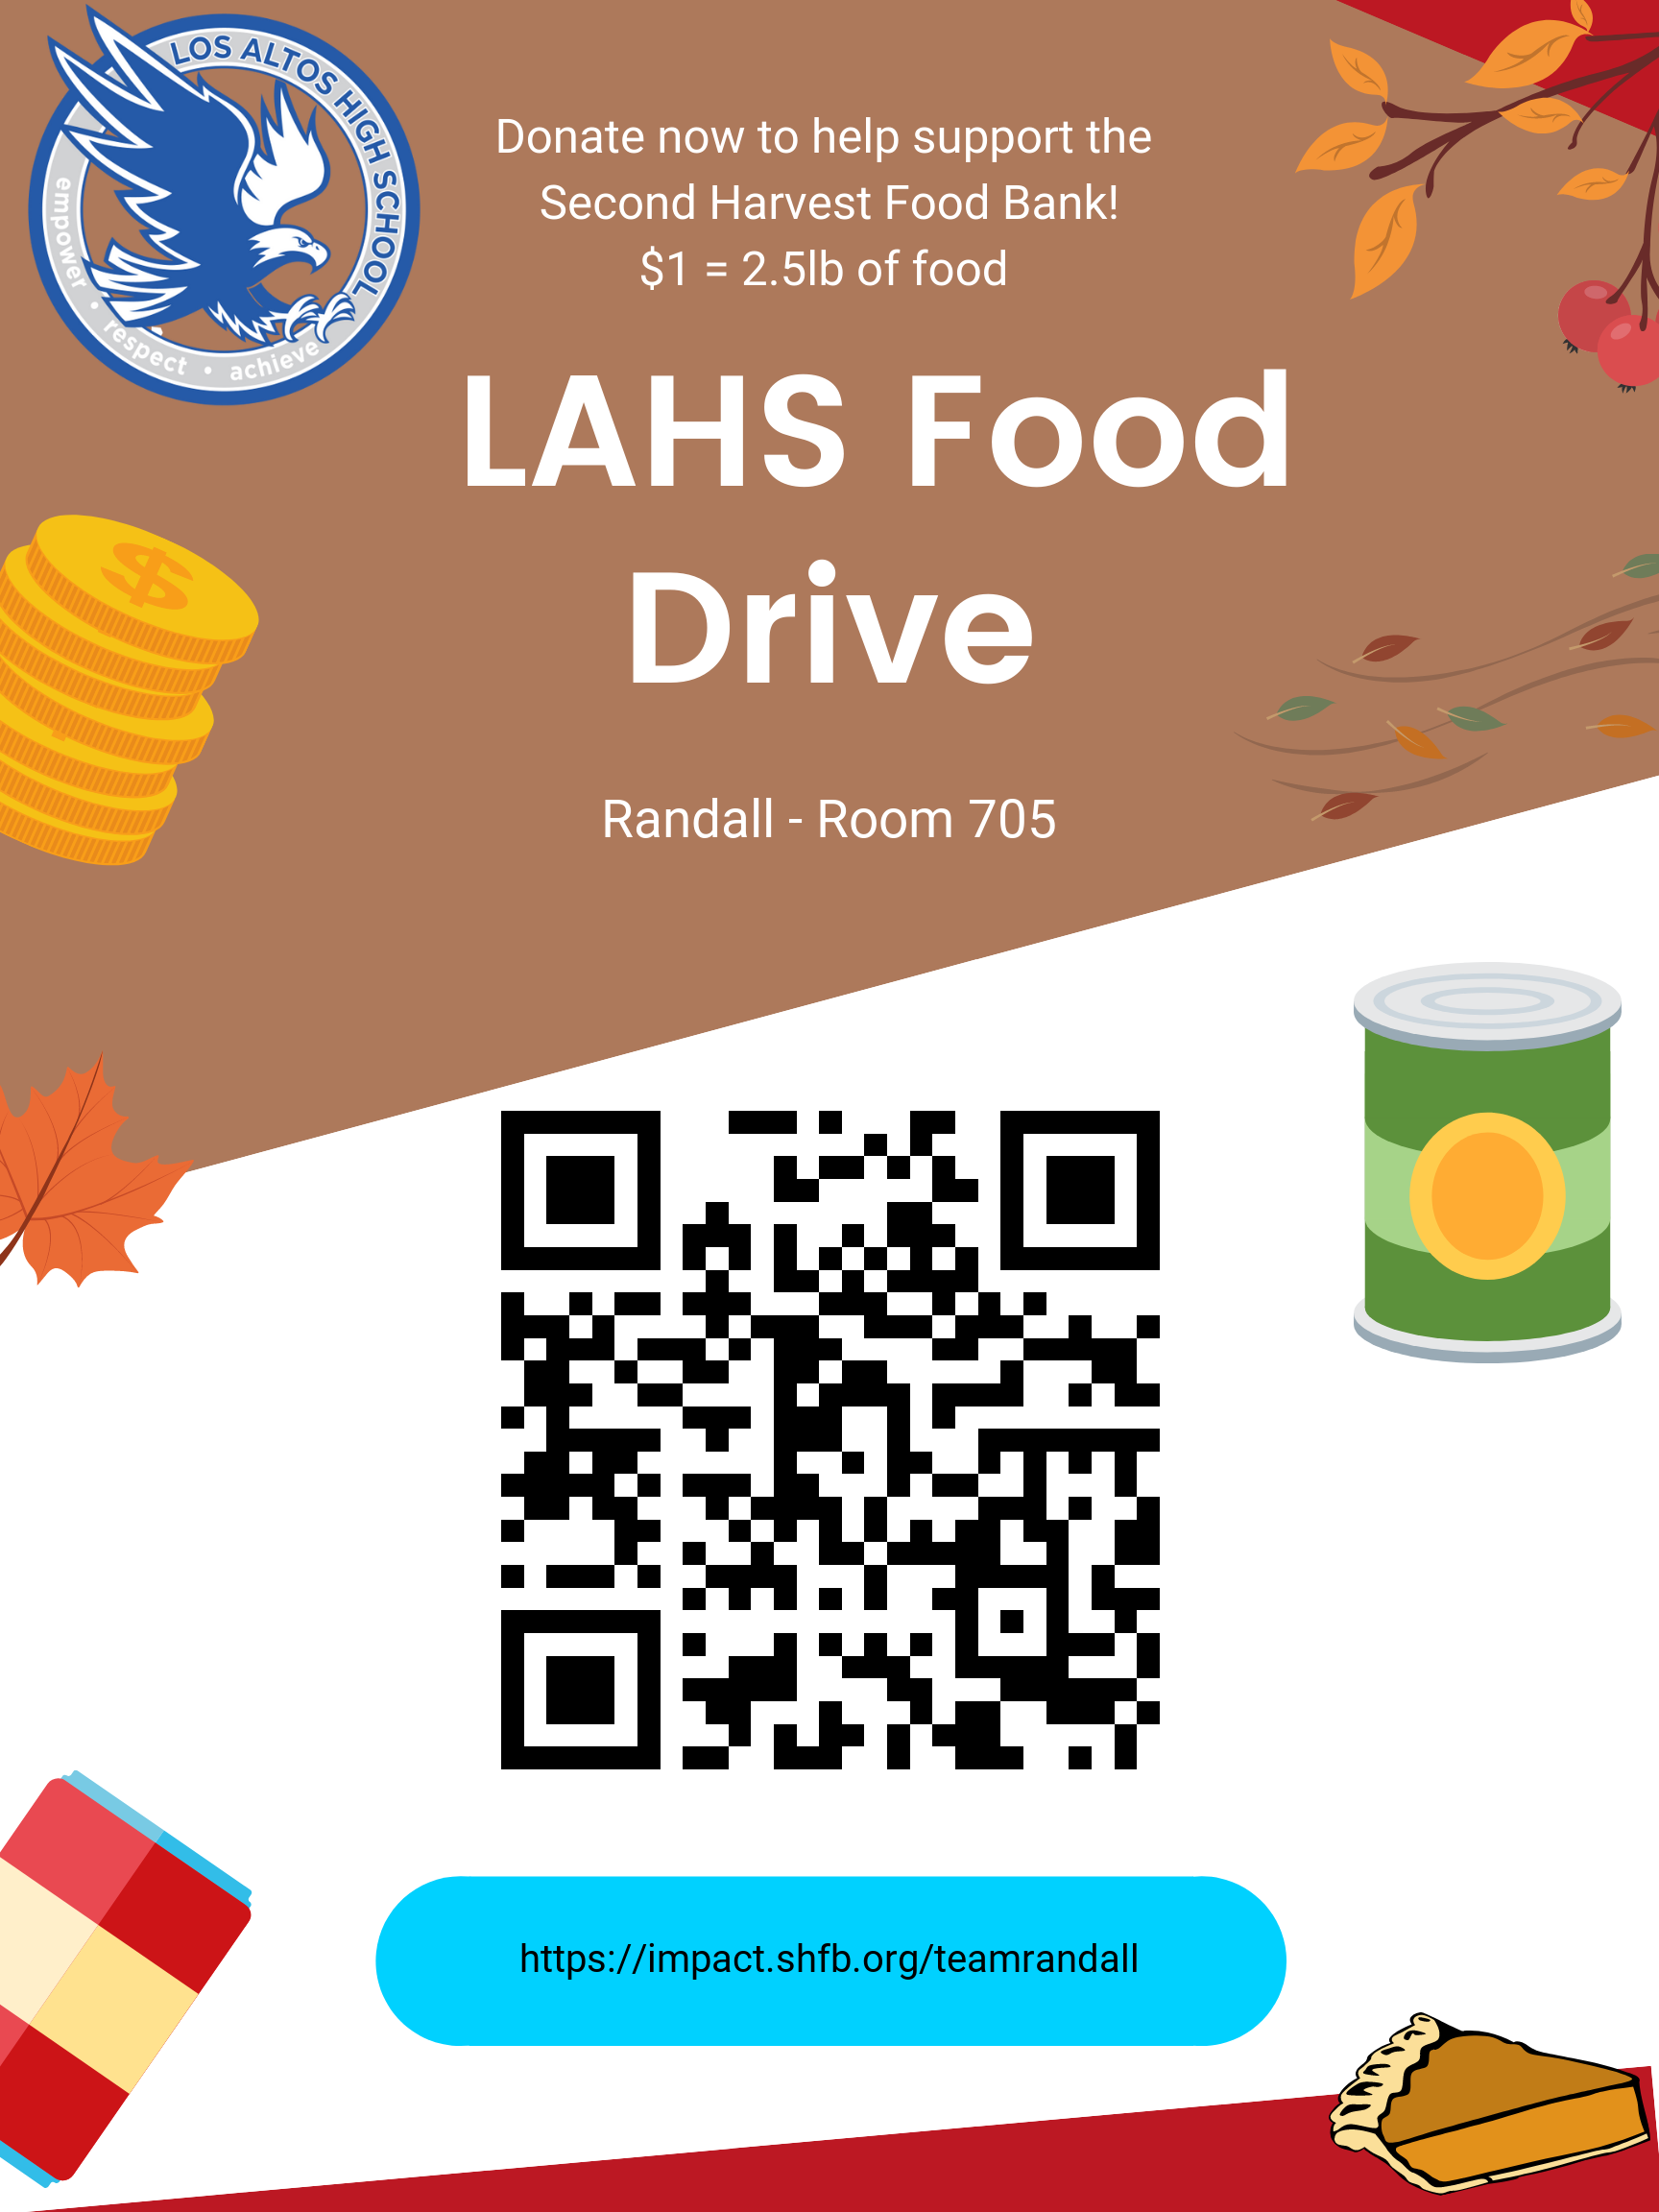 LOS ALTOS HIGH SCHOOL
empower • respect • achieve
Donate now to help support the
Second Harvest Food Bank!
$1 = 2.5lb of food
LAHS Food
Drive
$
Randall - Room 705
https://impact.shfb.org/teamrandall